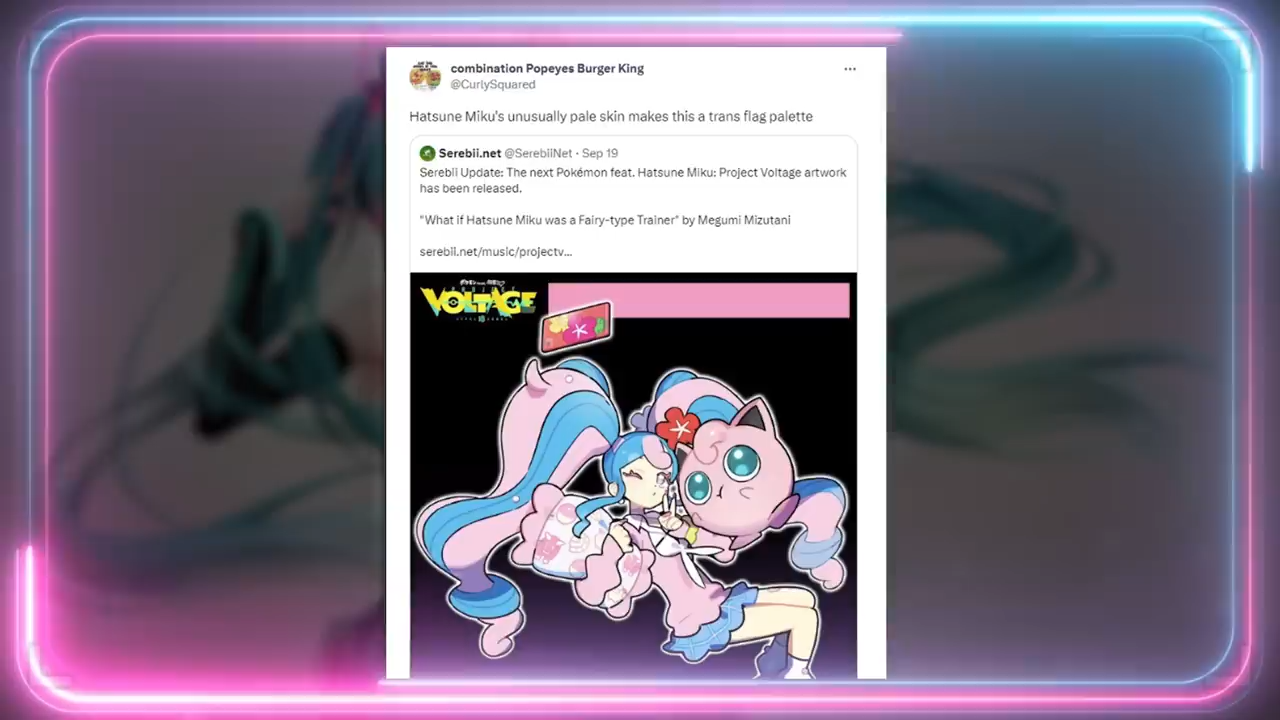 combination Popeyes Burger King
@CurlySquared
Hatsune Miku's unusually pale skin makes this a trans flag palette
Serebii.net @SerebiiNet · Sep 19
Serebii Update: The next Pokémon feat. Hatsune Miku: Project Voltage artwork
has been released.
"What if Hatsune Miku was a Fairy-type Trainer" by Megumi Mizutani
serebii.net/music/projectv...
VOLTAGE